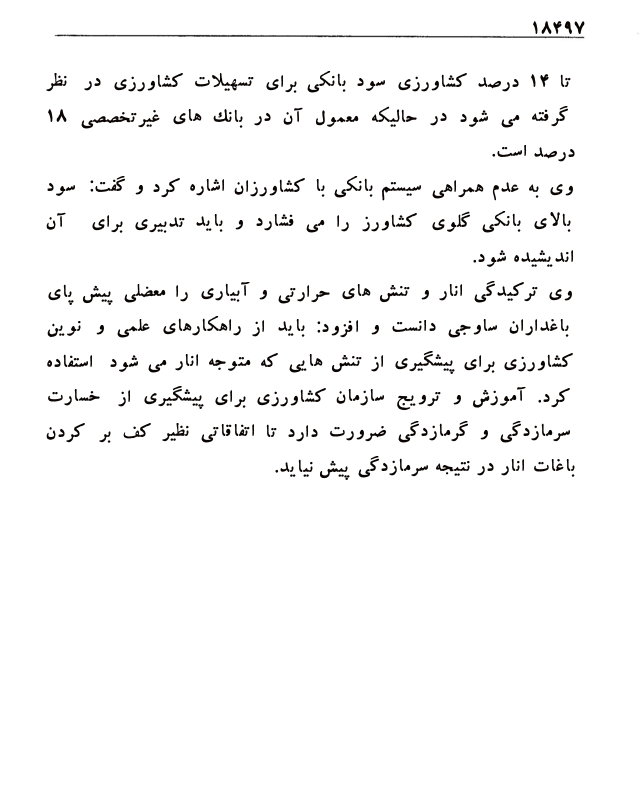 ۱۸۴۹۷
تا ۱۴ درصد کشاورزی سود بانکی برای تسهیلات کشاورزی در نظر
گرفته می شود در حالیکه معمول آن در بانك های غیرتخصصی ۱۸
درصد است.
وی به عدم همراهی سیستم بانکی با کشاورزان اشاره کرد و گفت: سود
بالای بانکی گلوی کشاورز را می فشارد و باید تدبیری برای آن
اندیشیده شود.
وی ترکیدگی انار و تنش های حرارتی و آبیاری را معضلی پیش پای
باغداران ساوجی دانست و افزود: باید از راهکارهای علمی و نوین
کشاورزی برای پیشگیری از تنش هایی که متوجه انار می شود استفاده
کرد. آموزش و ترویج سازمان کشاورزی برای پیشگیری از خسارت
سرمازدگی و گرمازدگی ضرورت دارد تا اتفاقاتی نظیر کف بر کردن
باغات انار در نتیجه سرمازدگی پیش نیاید.